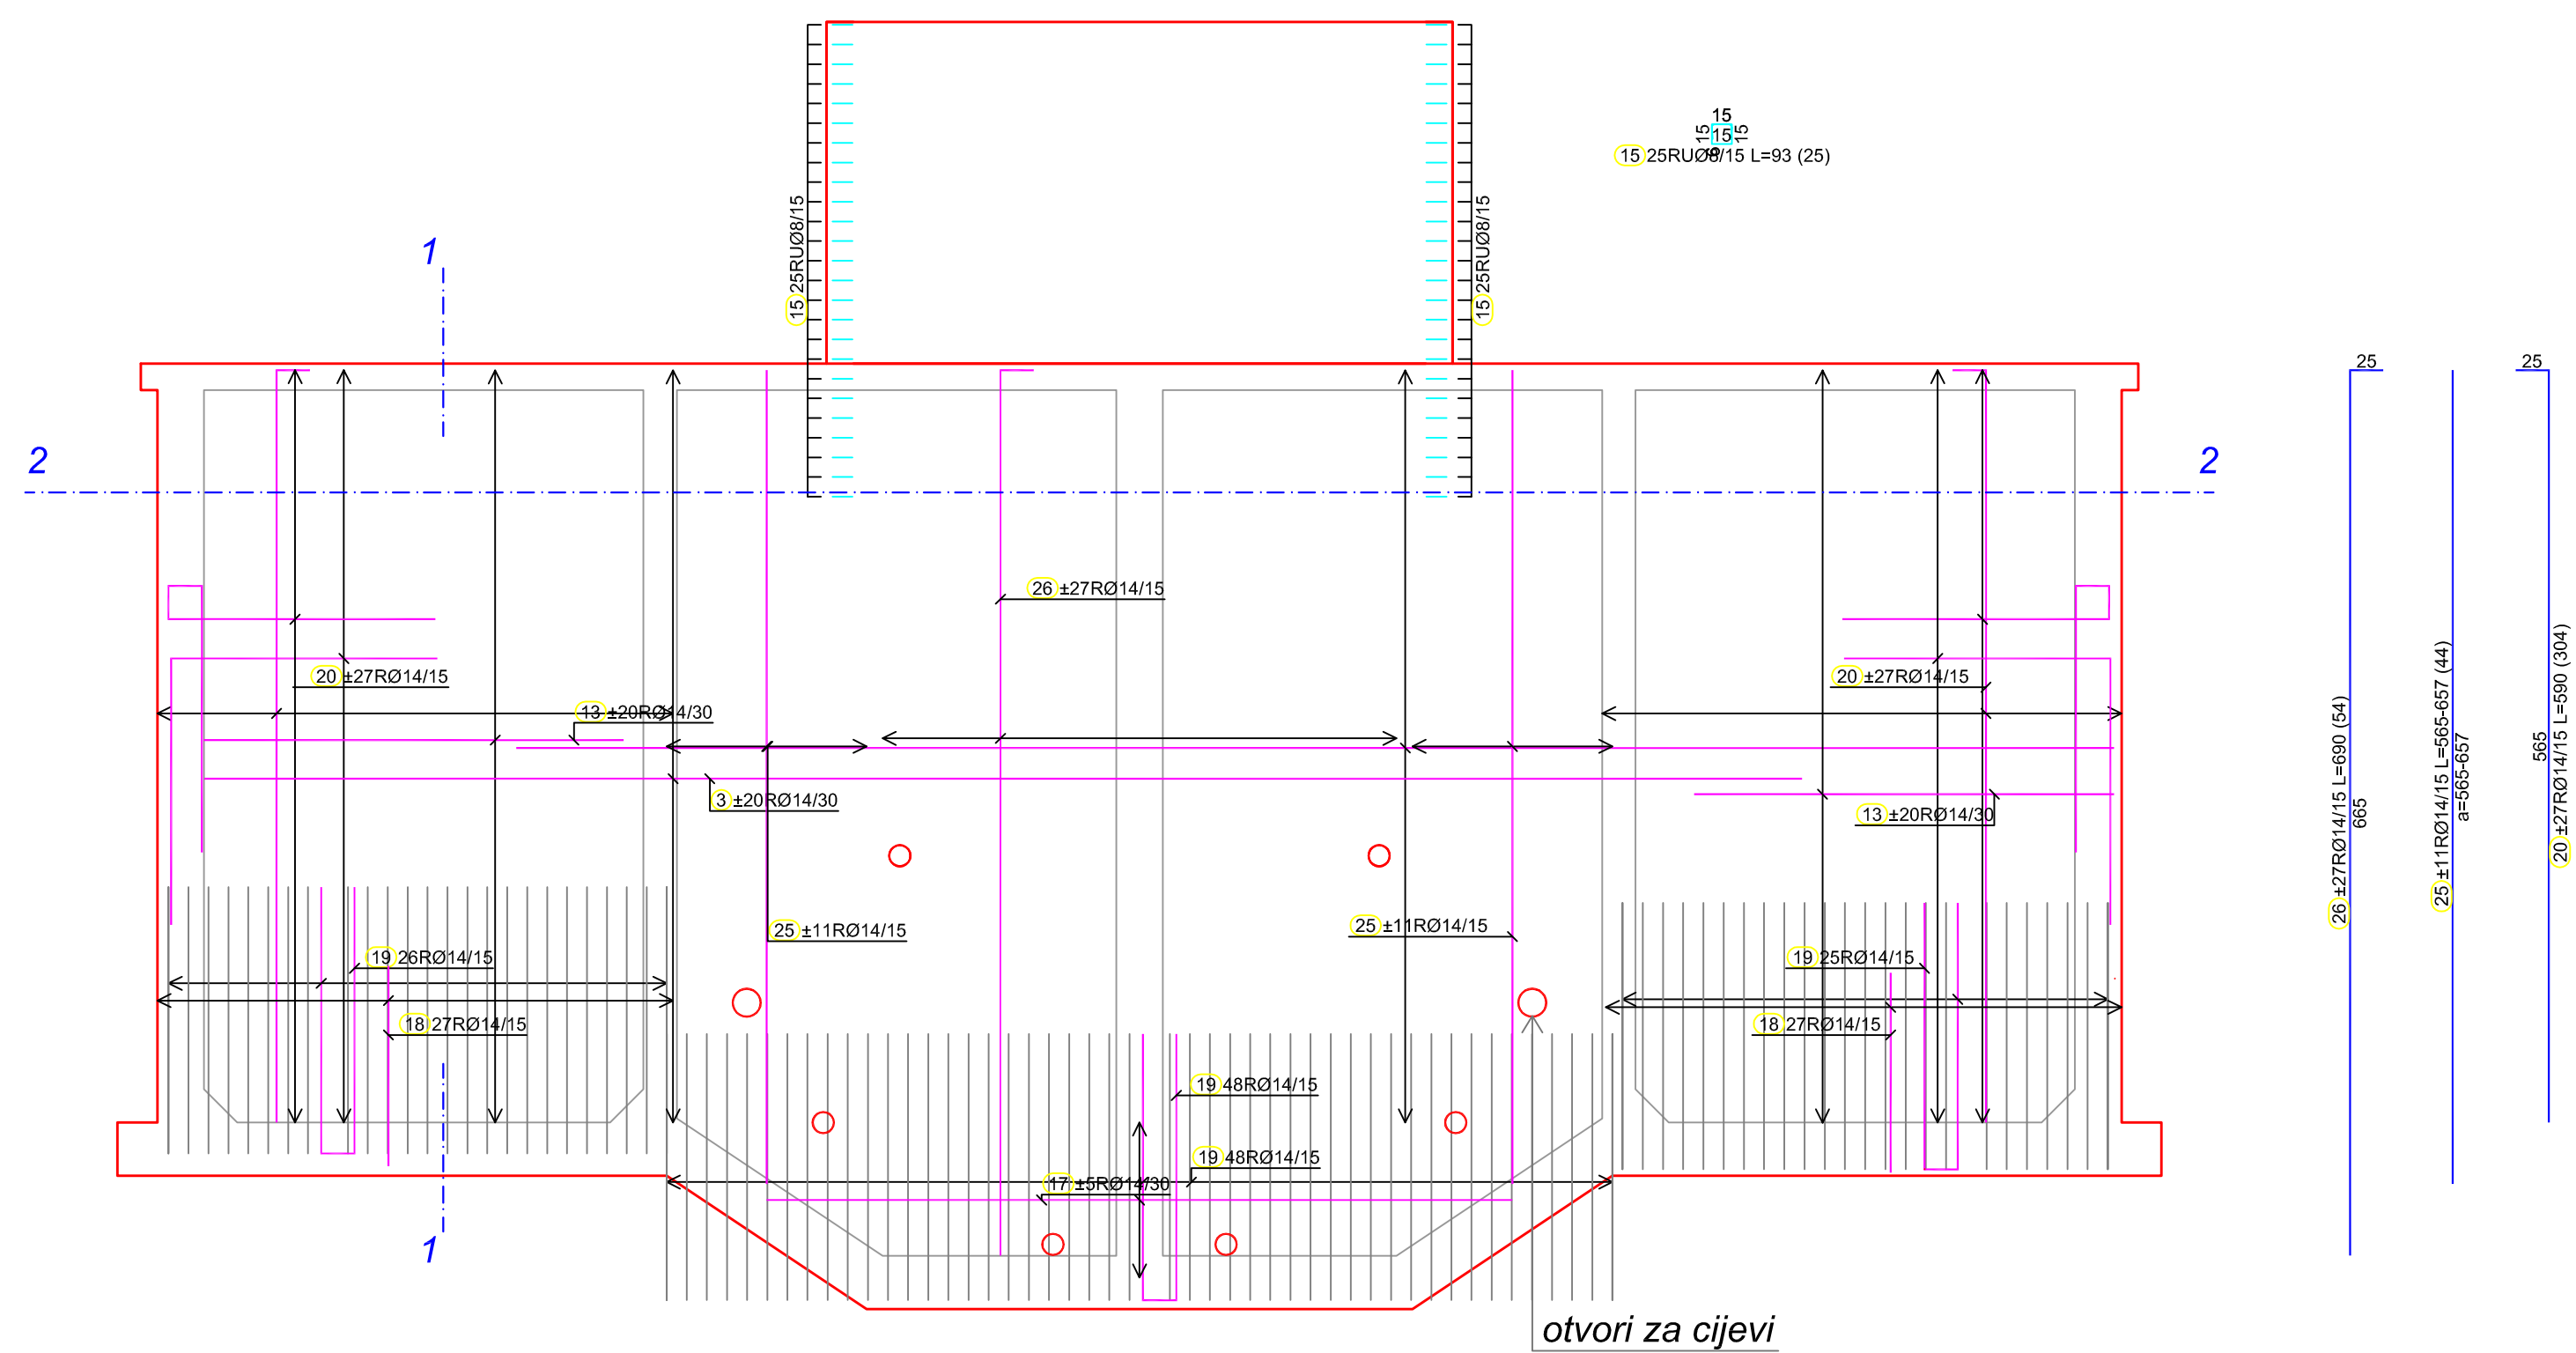 15
15
15
15
9
15 25RUØ8/15 L=93 (25)
15 25RUØ8/15
15 25RUØ8/15
1
25
25
2
2
26 ±27RØ14/15
20 ±27RØ14/15
20 ±27RØ14/15
13 ±20RØ14/30
3 ±20RØ14/30
13 ±20RØ14/30
26 ±27RØ14/15 L=690 (54)
665
25 ±11RØ14/15 L=565-657 (44)
a=565-657
565
20 ±27RØ14/15 L=590 (304)
25 ±11RØ14/15
25 ±11RØ14/15
19 26RØ14/15
19 25RØ14/15
18 27RØ14/15
18 27RØ14/15
19 48RØ14/15
19 48RØ14/15
17 ±5RØ14/30
1
otvori za cijevi